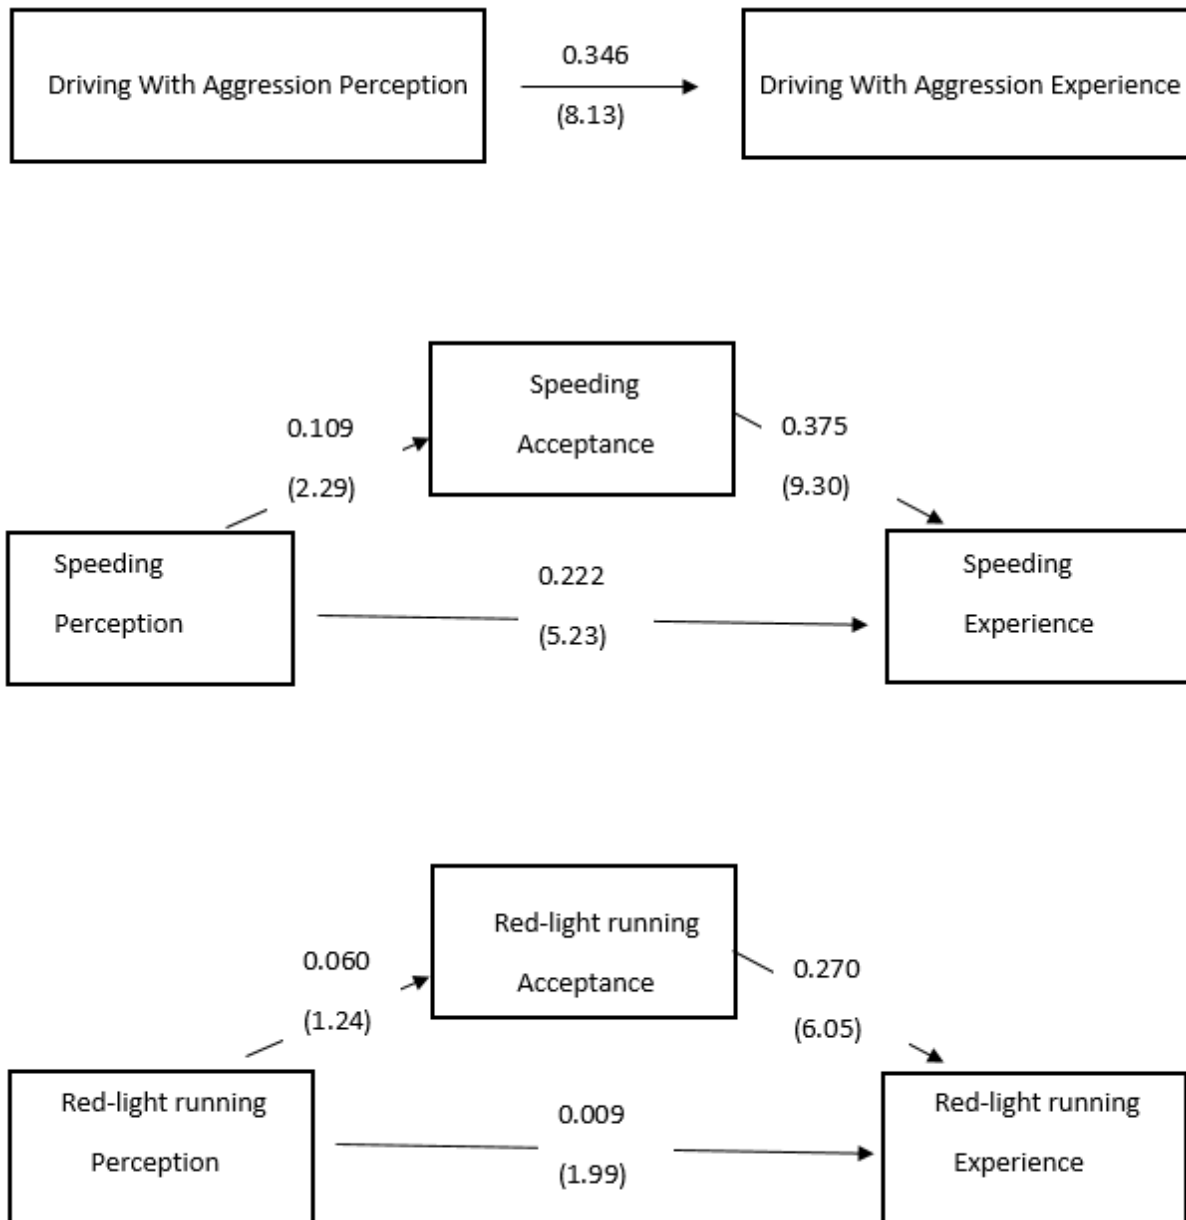 Driving With Aggression Perception
0.346
(8.13)
Driving With Aggression Experience
Speeding
Acceptance
0.109
(2.29)
0.375
(9.30)
Speeding
Perception
0.222
(5.23)
Speeding
Experience
Red-light running
Acceptance
0.060
(1.24)
0.270
(6.05)
Red-light running
Perception
0.009
(1.99)
Red-light running
Experience